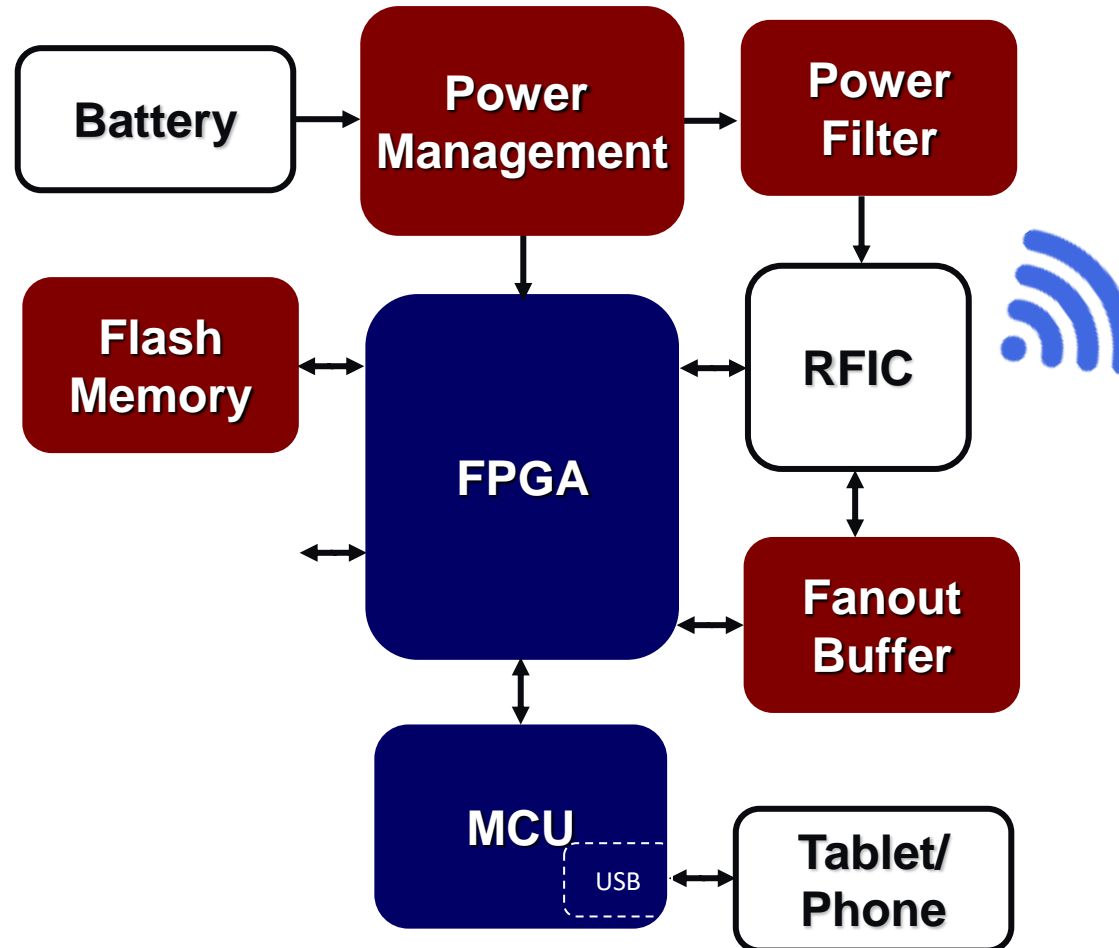 Battery
Power
Management
Power
Filter
Flash
Memory
FPGA
RFIC
Fanout
Buffer
MCU
USB
Tablet/
Phone